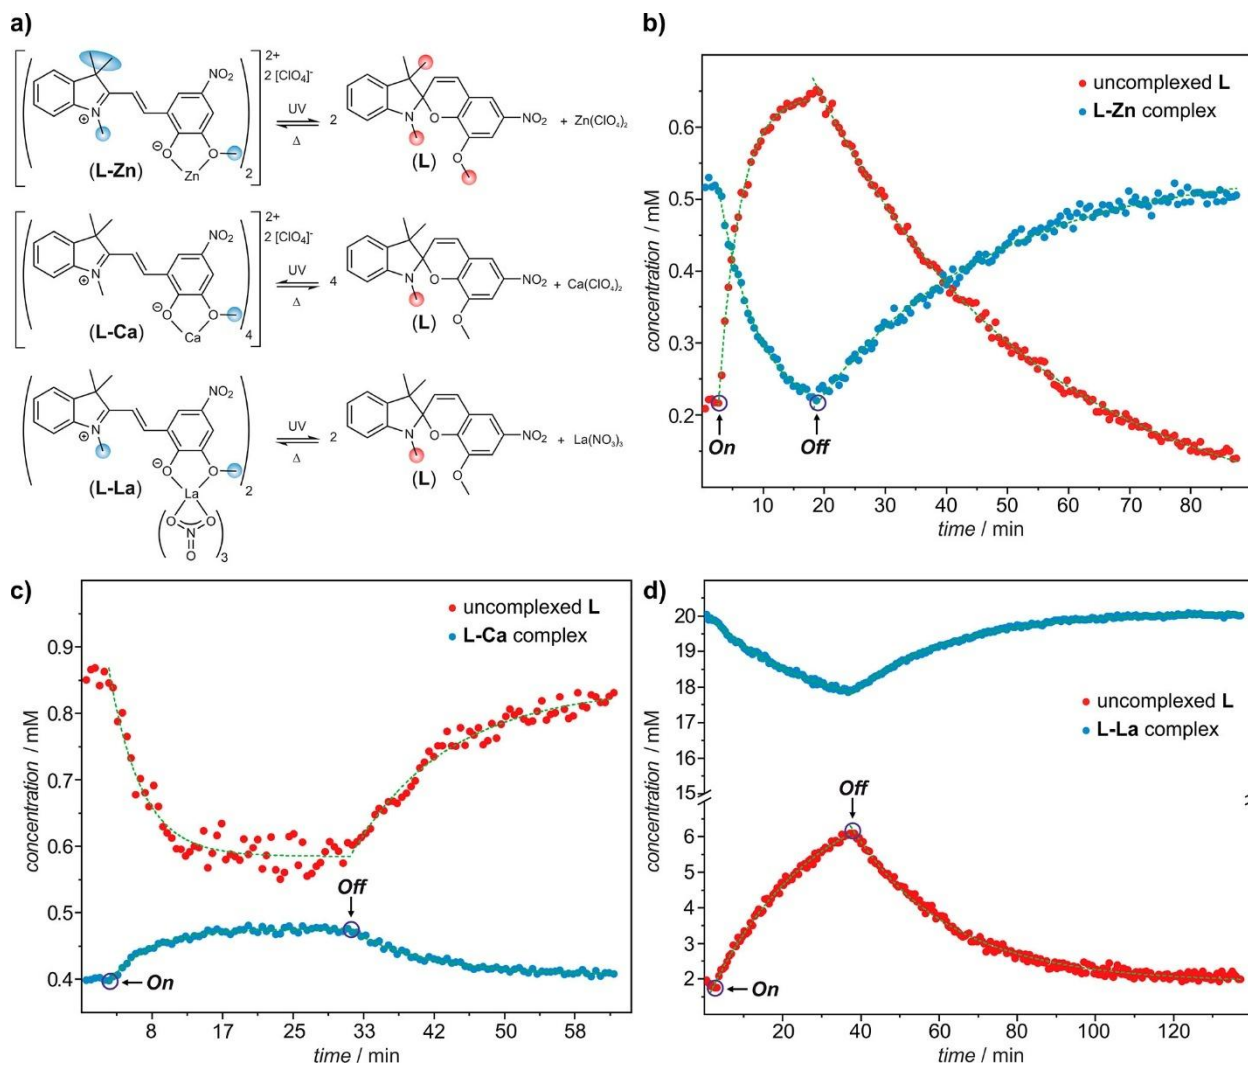 a)
2+
2 [ClO₄]⁻
NO₂
N
+
⊖
O
O
Zn
(L-Zn)
2
UV
Δ
2
N
O
NO₂
O
(L)
+ Zn(ClO₄)₂
2+
2 [ClO₄]⁻
NO₂
N
+
⊖
O
O
Ca
(L-Ca)
4
UV
Δ
4
N
O
NO₂
O
(L)
+ Ca(ClO₄)₂
NO₂
N
+
⊖
O
O
(L-La)
2
La
O
O
N
O
3
UV
Δ
2
N
O
NO₂
O
(L)
+ La(NO₃)₃
b)
uncomplexed L
L-Zn complex
concentration / mM
0.6
0.5
0.4
0.3
0.2
On
Off
10 20 30 40 50 60 70 80
time / min
c)
uncomplexed L
L-Ca complex
concentration / mM
0.9
0.8
0.7
0.6
0.5
0.4
Off
On
8 17 25 33 42 50 58
time / min
d)
uncomplexed L
L-La complex
concentration / mM
20
19
18
17
16
15
6
5
4
3
2
1
Off
On
20 40 60 80 100 120
time / min